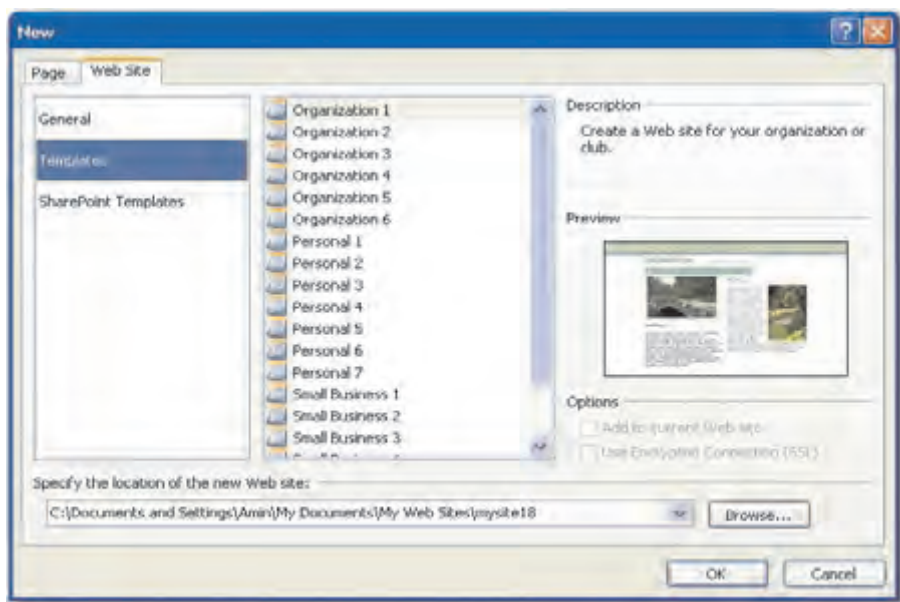 New
Page
Web Site
General
Templates
SharePoint Templates
Organization 1
Organization 2
Organization 3
Organization 4
Organization 5
Organization 6
Personal 1
Personal 2
Personal 3
Personal 4
Personal 5
Personal 6
Personal 7
Small Business 1
Small Business 2
Small Business 3
Description
Create a Web site for your organization or
club.
Preview
Options
Add to current Web site
Use Encrypted Connection (SSL)
Specify the location of the new Web site:
C:\Documents and Settings\Amin\My Documents\My Web Sites\mysite18
Browse...
OK
Cancel